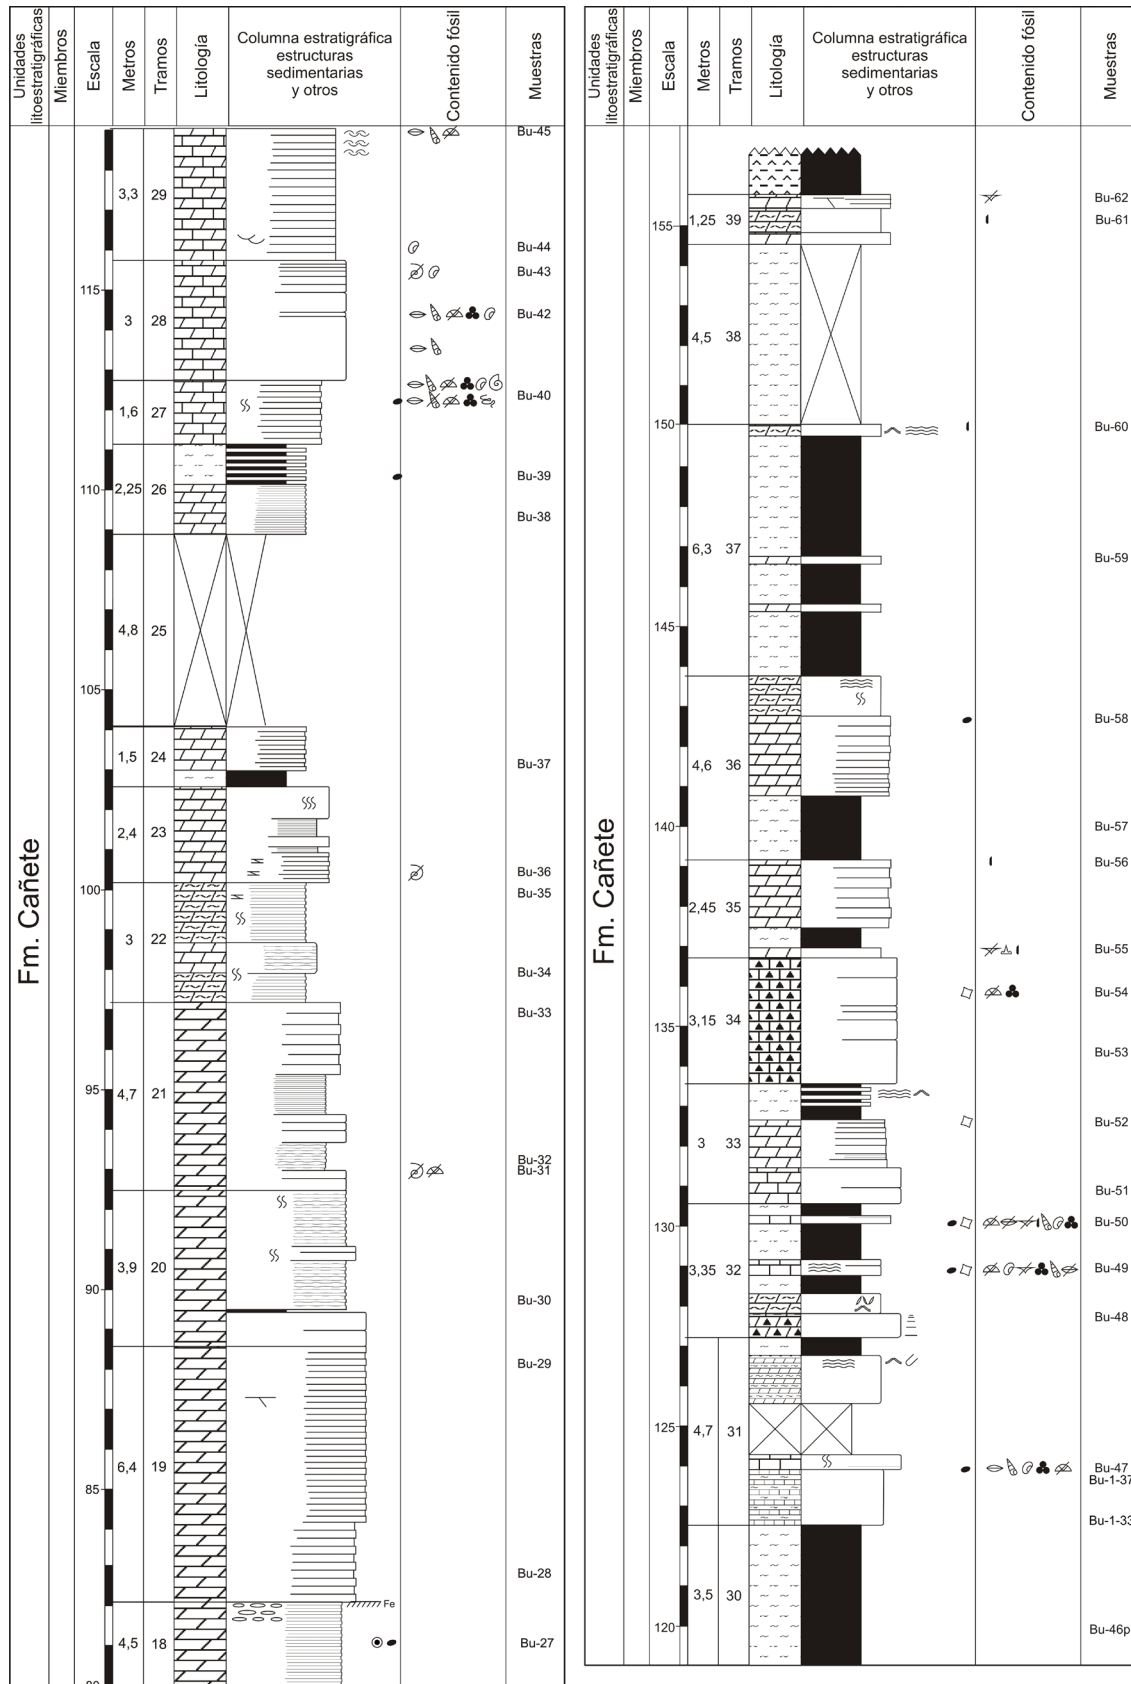 Unidades
litoestratigráficas
Miembros
Escala
Metros
Tramos
Litología
Columna estratigráfica
estructuras
sedimentarias
y otros
Contenido fósil
Muestras
Bu-45
3,3 29
Bu-44
Bu-43
115
Bu-42
3 28
Bu-40
1,6 27
Bu-39
110
2,25 26
Bu-38
4,8 25
105
1,5 24
Bu-37
2,4 23
Bu-36
100
Bu-35
Fm. Cañete
3 22
Bu-34
Bu-33
95
4,7 21
Bu-32
Bu-31
3,9 20
90
Bu-30
Bu-29
6,4 19
85
Bu-28
Fe
4,5 18
Bu-27
Unidades
litoestratigráficas
Miembros
Escala
Metros
Tramos
Litología
Columna estratigráfica
estructuras
sedimentarias
y otros
Contenido fósil
Muestras
Bu-62
155
1,25 39
Bu-61
4,5 38
150
Bu-60
6,3 37
Bu-59
145
Bu-58
4,6 36
140
Bu-57
Bu-56
2,45 35
Fm. Cañete
Bu-55
Bu-54
3,15 34
135
Bu-53
Bu-52
3 33
Bu-51
130
Bu-50
3,35 32
Bu-49
Bu-48
125
4,7 31
Bu-47
Bu-1-37
Bu-1-33
3,5 30
120
Bu-46p